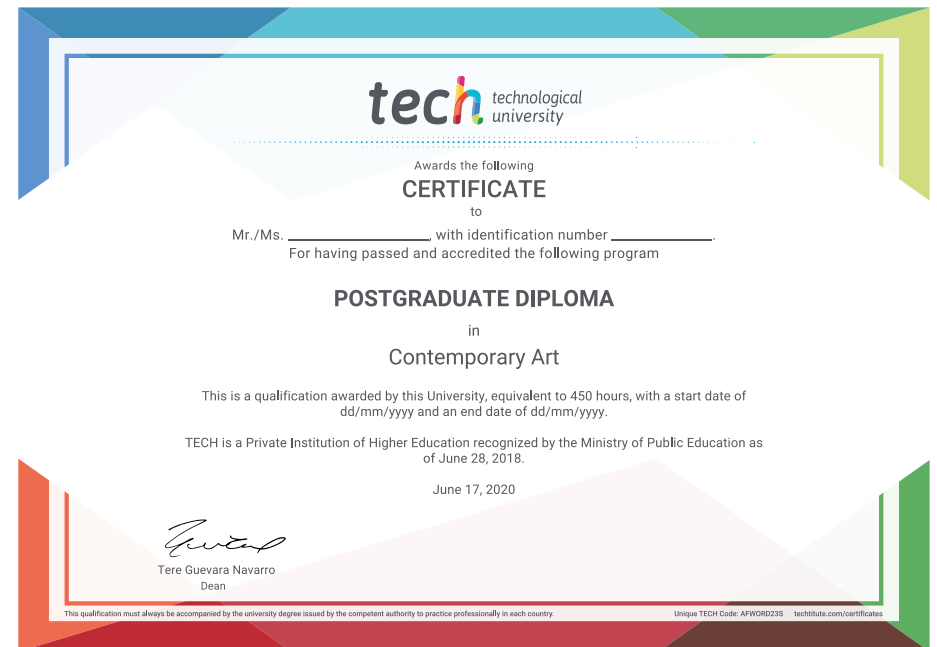 tech technological
university
Awards the following
CERTIFICATE
to
Mr./Ms. ____________________, with identification number ______________.
For having passed and accredited the following program
POSTGRADUATE DIPLOMA
in
Contemporary Art
This is a qualification awarded by this University, equivalent to 450 hours, with a start date of
dd/mm/yyyy and an end date of dd/mm/yyyy.
TECH is a Private Institution of Higher Education recognized by the Ministry of Public Education as
of June 28, 2018.
June 17, 2020
Tere Guevara Navarro
Dean
This qualification must always be accompanied by the university degree issued by the competent authority to practice professionally in each country.
Unique TECH Code: AFWORD23S techtitute.com/certificates